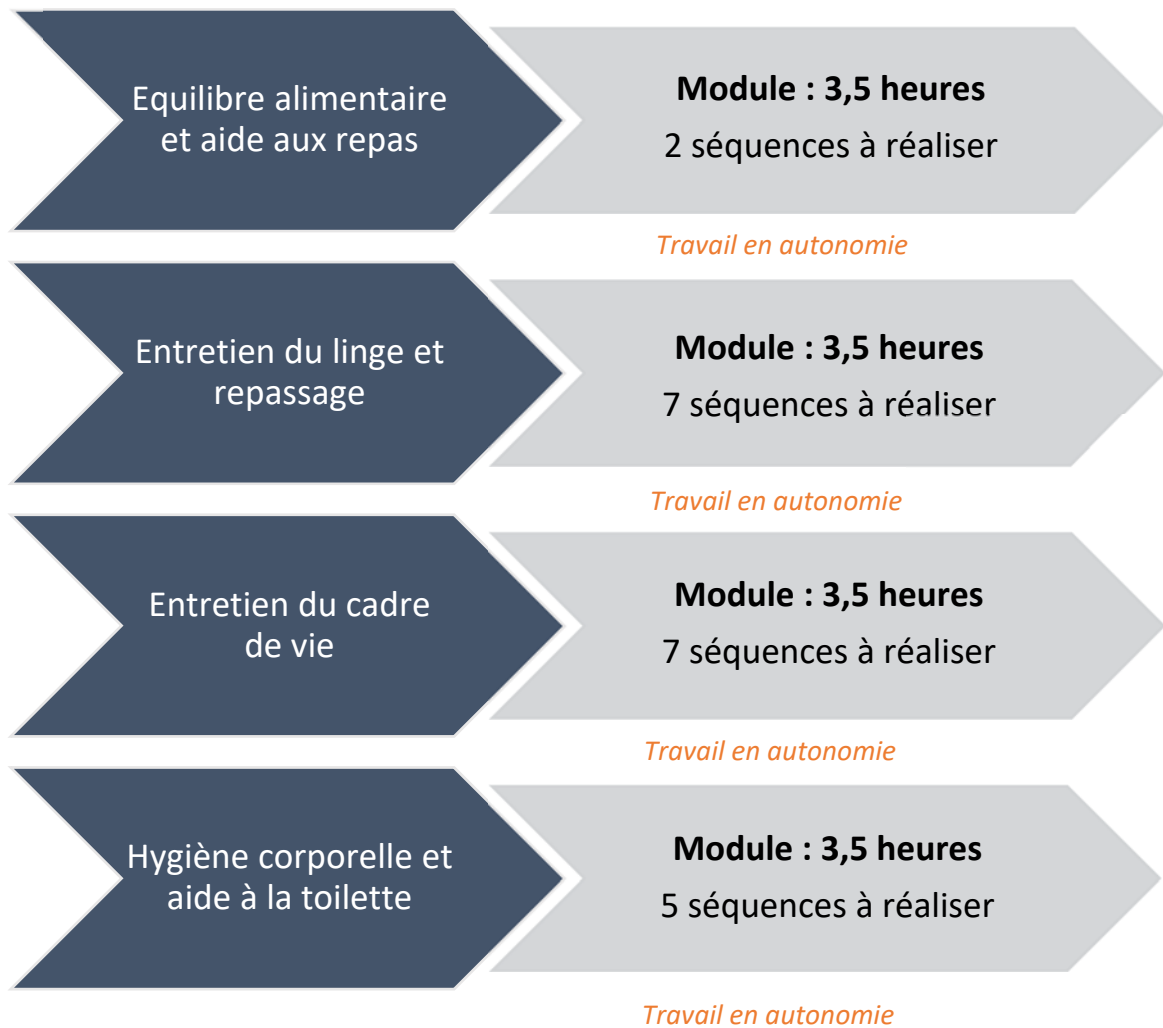 Equilibre alimentaire
et aide aux repas
Module : 3,5 heures
2 séquences à réaliser
Travail en autonomie
Entretien du linge et
repassage
Module : 3,5 heures
7 séquences à réaliser
Travail en autonomie
Entretien du cadre
de vie
Module : 3,5 heures
7 séquences à réaliser
Travail en autonomie
Hygiène corporelle et
aide à la toilette
Module : 3,5 heures
5 séquences à réaliser
Travail en autonomie